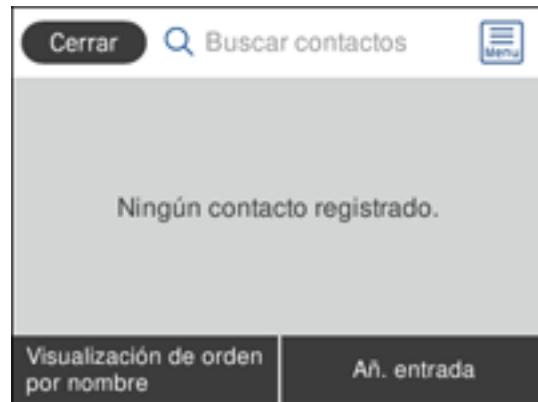 Cerrar Buscar contactos Menu
Ningún contacto registrado.
Visualización de orden
por nombre
Añ. entrada